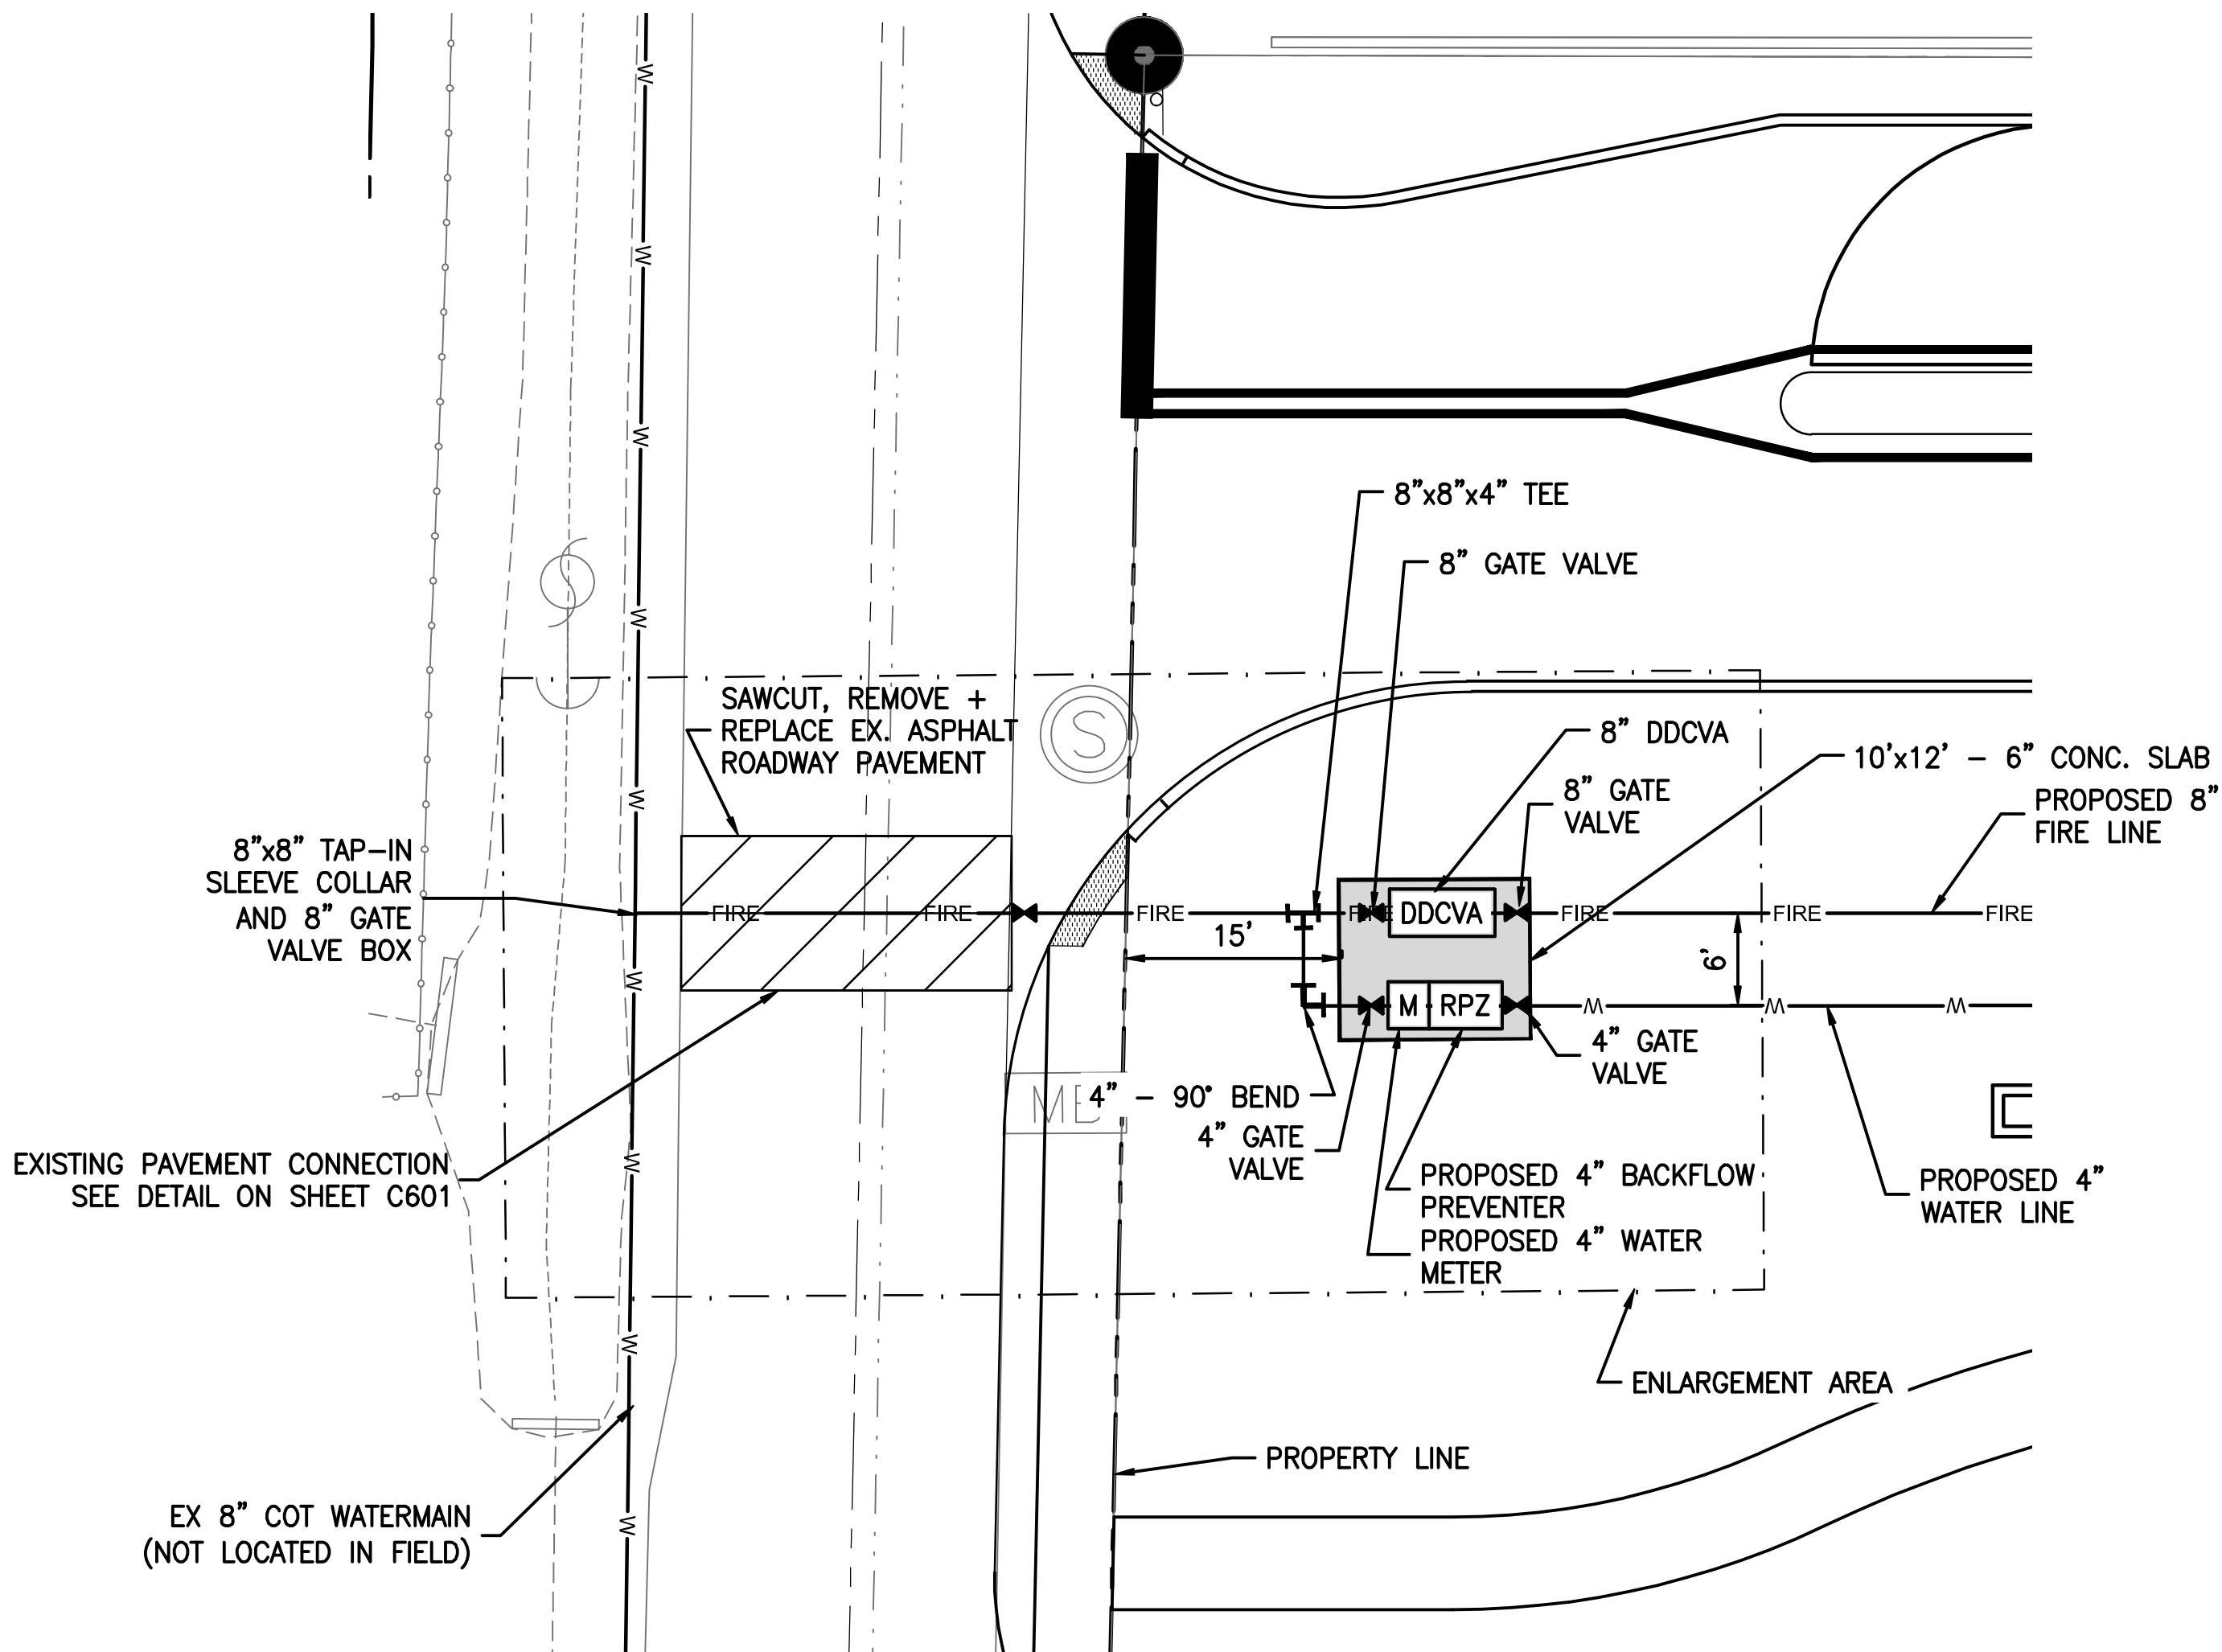 8"x8"x4" TEE
8" GATE VALVE
SAWCUT, REMOVE +
REPLACE EX. ASPHALT
ROADWAY PAVEMENT
S
8" DDCVA
10'x12' - 6" CONC. SLAB
8" GATE
VALVE
PROPOSED 8"
FIRE LINE
8"x8" TAP-IN
SLEEVE COLLAR
AND 8" GATE
VALVE BOX
FIRE
FIRE
FIRE
FIRE
DDCVA
FIRE
FIRE
FIRE
15'
6'
M
RPZ
W
W
W
4" GATE
VALVE
4" - 90° BEND
4" GATE
VALVE
EXISTING PAVEMENT CONNECTION
SEE DETAIL ON SHEET C601
PROPOSED 4" BACKFLOW
PREVENTER
PROPOSED 4" WATER
METER
PROPOSED 4"
WATER LINE
ENLARGEMENT AREA
PROPERTY LINE
EX 8" COT WATERMAIN
(NOT LOCATED IN FIELD)
W
W
W
W
W
W
W
W
W